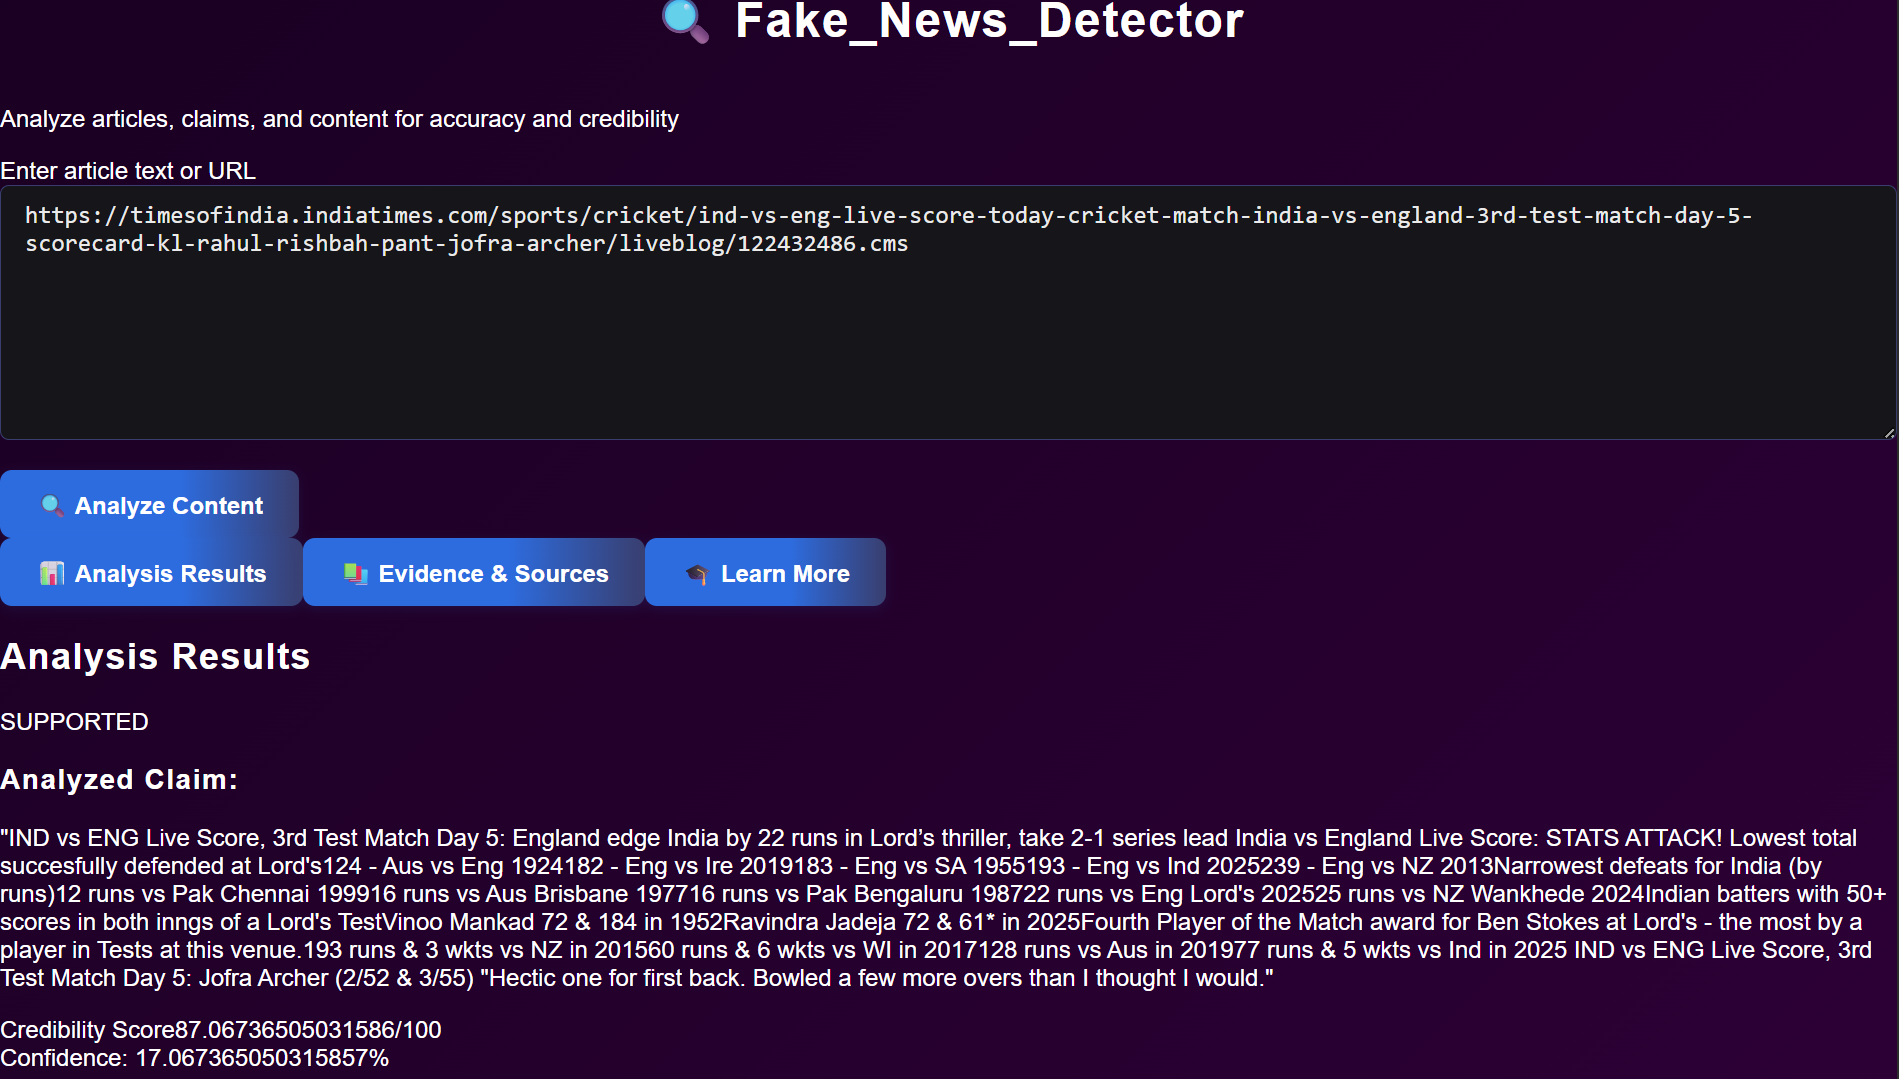 Fake_News_Detector
Analyze articles, claims, and content for accuracy and credibility
Enter article text or URL
https://timesofindia.indiatimes.com/sports/cricket/ind-vs-eng-live-score-today-cricket-match-india-vs-england-3rd-test-match-day-5-
scorecard-kl-rahul-rishbah-pant-jofra-archer/liveblog/122432486.cms
Analyze Content
Analysis Results
Evidence & Sources
Learn More
Analysis Results
SUPPORTED
Analyzed Claim:
"IND vs ENG Live Score, 3rd Test Match Day 5: England edge India by 22 runs in Lord’s thriller, take 2-1 series lead India vs England Live Score: STATS ATTACK! Lowest total
succesfully defended at Lord's124 - Aus vs Eng 1924182 - Eng vs Ire 2019183 - Eng vs SA 1955193 - Eng vs Ind 2025239 - Eng vs NZ 2013Narrowest defeats for India (by
runs)12 runs vs Pak Chennai 199916 runs vs Aus Brisbane 197716 runs vs Pak Bengaluru 198722 runs vs Eng Lord's 202525 runs vs NZ Wankhede 2024Indian batters with 50+
scores in both inngs of a Lord's TestVinoo Mankad 72 & 184 in 1952Ravindra Jadeja 72 & 61* in 2025Fourth Player of the Match award for Ben Stokes at Lord's - the most by a
player in Tests at this venue.193 runs & 3 wkts vs NZ in 201560 runs & 6 wkts vs WI in 2017128 runs vs Aus in 201977 runs & 5 wkts vs Ind in 2025 IND vs ENG Live Score, 3rd
Test Match Day 5: Jofra Archer (2/52 & 3/55) "Hectic one for first back. Bowled a few more overs than I thought I would."
Credibility Score87.06736505031586/100
Confidence: 17.067365050315857%